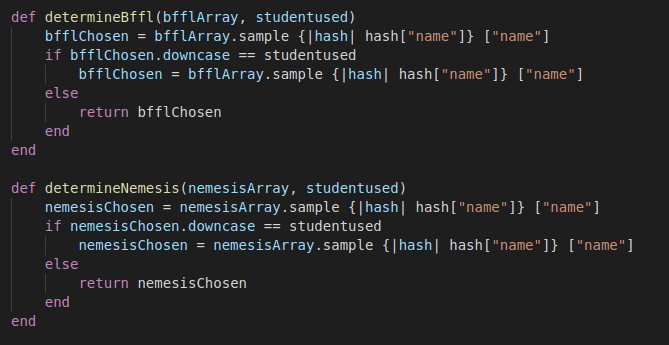 def determineBffl(bfflArray, studentused)
    bfflChosen = bfflArray.sample {|hash| hash["name"]} ["name"]
    if bfflChosen.downcase == studentused
        bfflChosen = bfflArray.sample {|hash| hash["name"]} ["name"]
    else
        return bfflChosen
    end
end

def determineNemesis(nemesisArray, studentused)
    nemesisChosen = nemesisArray.sample {|hash| hash["name"]} ["name"]
    if nemesisChosen.downcase == studentused
        nemesisChosen = nemesisArray.sample {|hash| hash["name"]} ["name"]
    else
        return nemesisChosen
    end
end